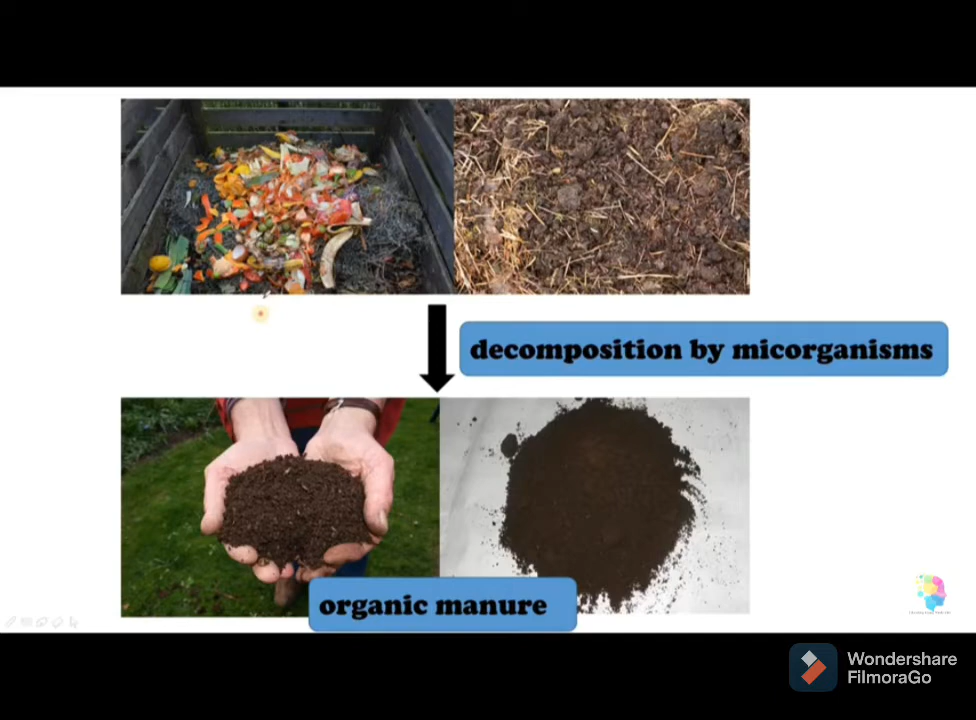 decomposition by micorganisms
organic manure
Wondershare
FilmoraGo